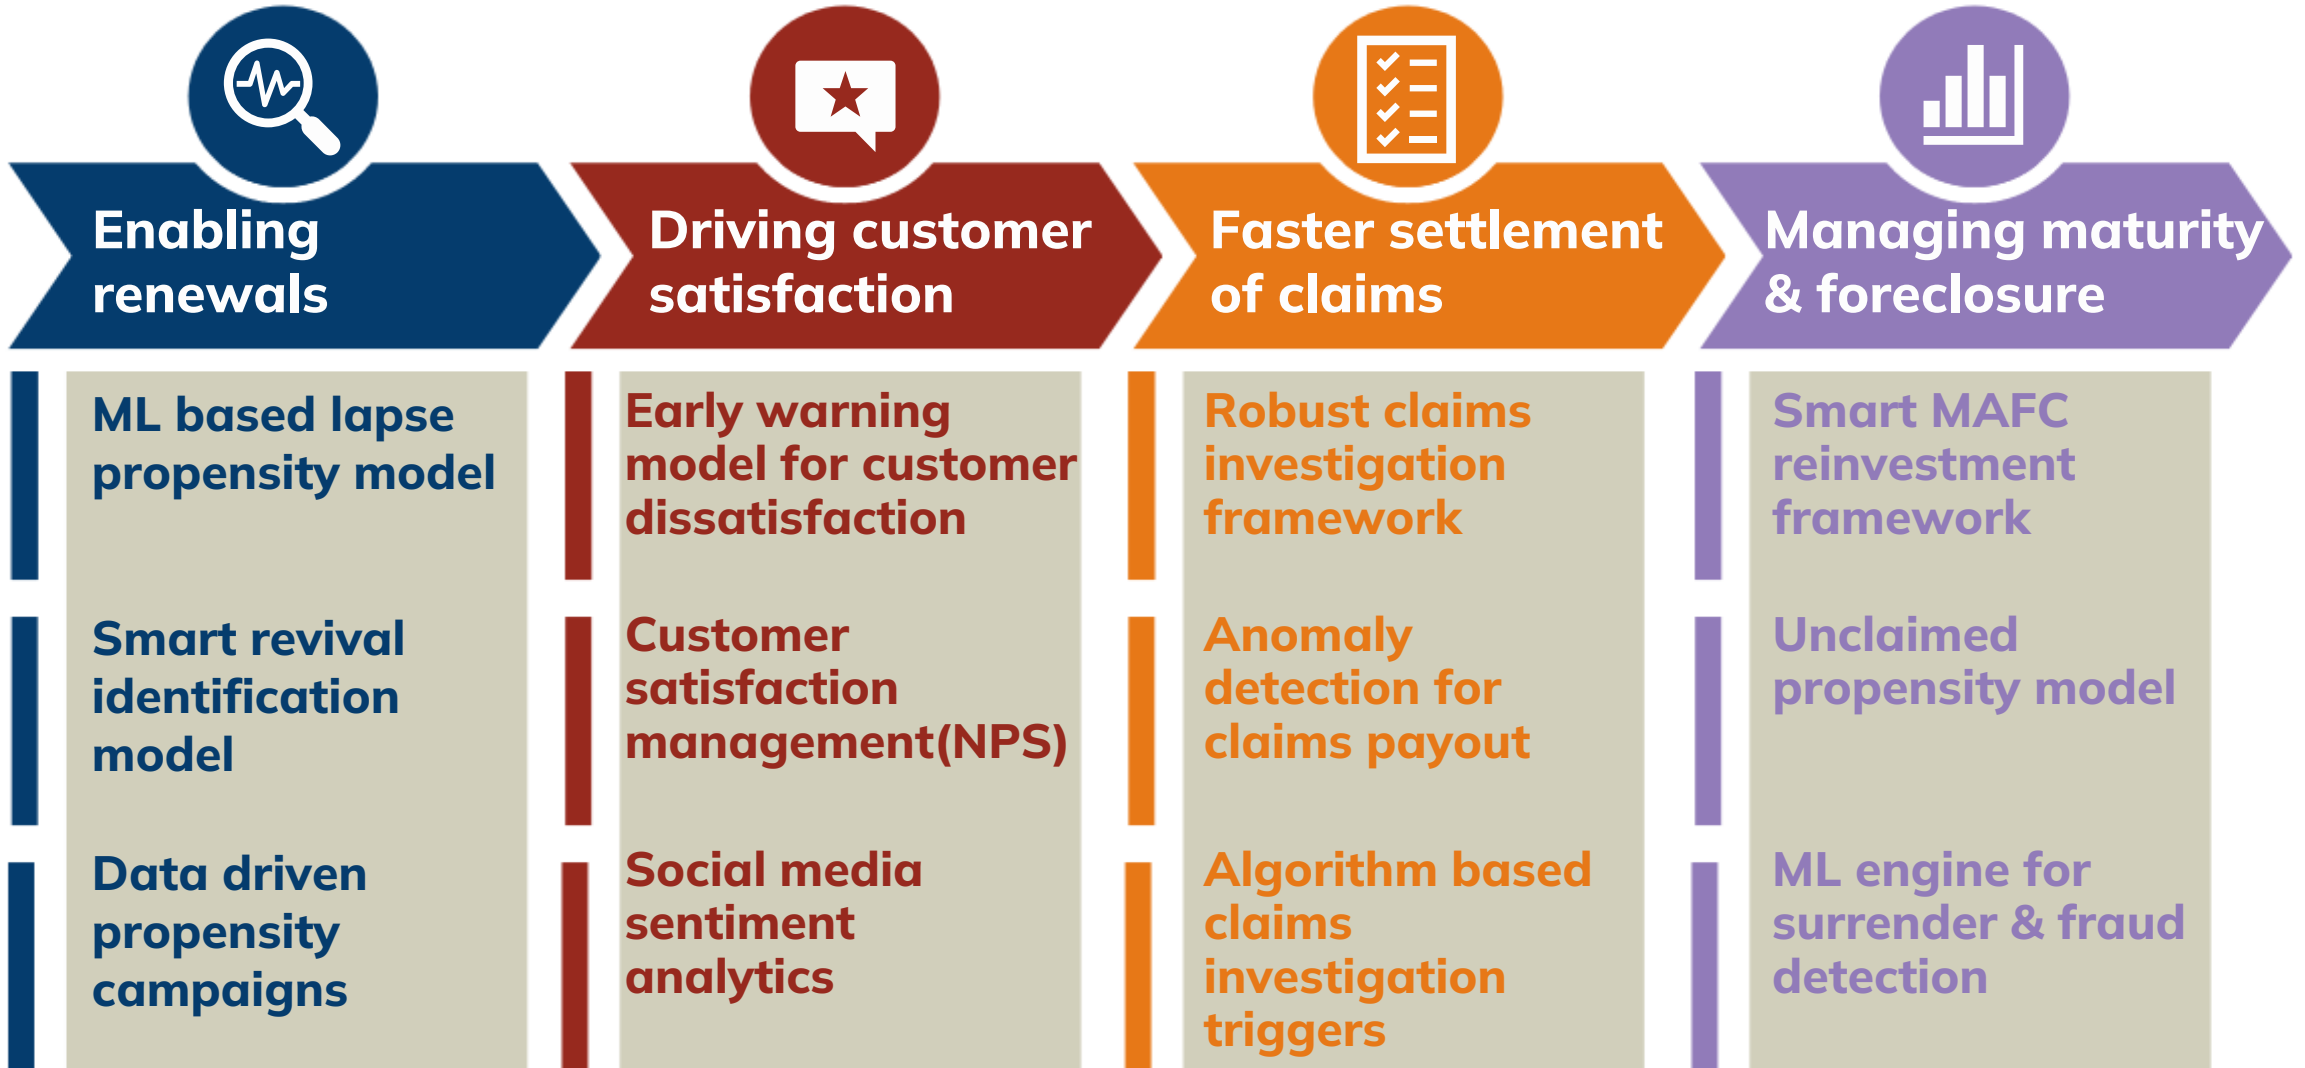 Enabling
renewals
ML based lapse
propensity model
Smart revival
identification
model
Data driven
propensity
campaigns
Driving customer
satisfaction
Early warning
model for customer
dissatisfaction
Customer
satisfaction
management(NPS)
Social media
sentiment
analytics
Faster settlement
of claims
Robust claims
investigation
framework
Anomaly
detection for
claims payout
Algorithm based
claims
investigation
triggers
Managing maturity
& foreclosure
Smart MAFC
reinvestment
framework
Unclaimed
propensity model
ML engine for
surrender & fraud
detection